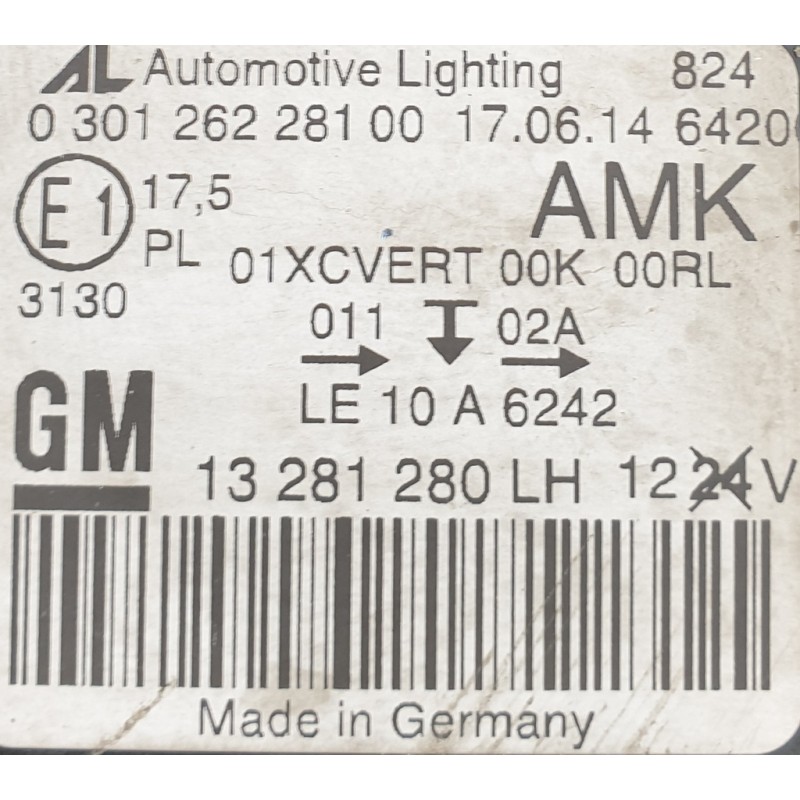 AL Automotive Lighting 824
0 301 262 281 00 17.06.14 6420
E1 17,5 AMK
PL 01XCVERT 00K 00RL
3130
011 02A
LE 10 A 6242
GM
13 281 280 LH 12 24 V
Made in Germany